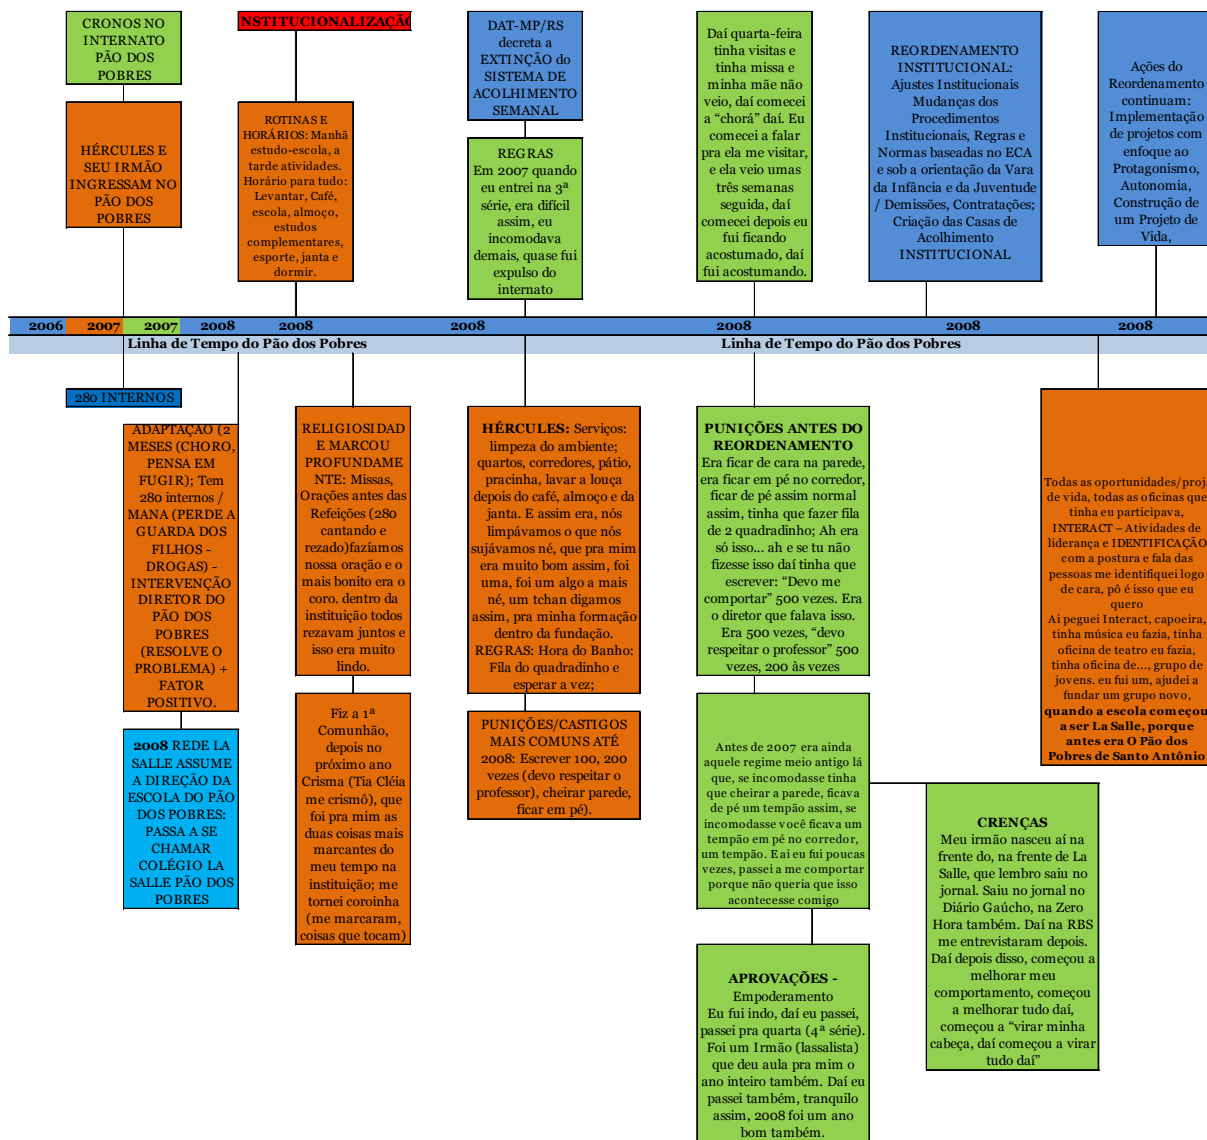 CRONOS NO
INTERNATO
PÃO DOS
POBRES
HÉRCULES E
SEU IRMÃO
INGRESSAM NO
PÃO DOS
POBRES
NSTITUCIONALIZAÇÃO
ROTINAS E
HORÁRIOS: Manhã
estudo-escola, a
tarde atividades.
Horário para tudo:
Levantar, Café,
escola, almoço,
estudos
complementares,
esporte, janta e
dormir.
DAT-MP/RS
decreta a
EXTINÇÃO do
SISTEMA DE
ACOLHIMENTO
SEMANAL
REGRAS
Em 2007 quando
eu entrei na 3ª
série, era difícil
assim, eu
incomodava
demais, quase fui
expulso do
internato
Daí quarta-feira
tinha visitas e
tinha missa e
minha mãe não
veio, daí comecei
a “chorá” daí. Eu
comecei a falar
pra ela me visitar,
e ela veio umas
três semanas
seguida, daí
comecei depois eu
fui ficando
acostumado, daí
fui acostumando.
REORDENAMENTO
INSTITUCIONAL:
Ajustes Institucionais
Mudanças dos
Procedimentos
Institucionais, Regras e
Normas baseadas no ECA
e sob a orientação da Vara
da Infância e da Juventude
/ Demissões, Contratações;
Criação das Casas de
Acolhimento
INSTITUCIONAL
Ações do
Reordenamento
continuam:
Implementação
de projetos com
enfoque ao
Protagonismo,
Autonomia,
Construção de
um Projeto de
Vida,
2006 2007 2007 2008 2008 2008 2008 2008 2008
Linha de Tempo do Pão dos Pobres Linha de Tempo do Pão dos Pobres
280 INTERNOS
ADAPTAÇÃO (2
MESES (CHORO,
PENSA EM
FUGIR); Tem
280 internos /
MANA (PERDE A
GUARDA DOS
FILHOS -
DROGAS) -
INTERVENÇÃO
DIRETOR DO
PÃO DOS POBRES
(RESOLVE O
PROBLEMA) +
FATOR
POSITIVO.
2008 REDE LA
SALLE ASSUME A
DIREÇÃO DA
ESCOLA DO PÃO
DOS POBRES:
PASSA A SE
CHAMAR
COLÉGIO LA
SALLE PÃO DOS
POBRES
RELIGIOSIDAD
E MARCOU
PROFUNDAME
NTE: Missas,
Orações antes das
Refeições (280
cantando e
rezado)fazíamos
nossa oração e o
mais bonito era o
coro. dentro da
instituição todos
rezavam juntos e
isso era muito
lindo.
Fiz a 1ª
Comunhão,
depois no
próximo ano
Crisma (Tia Cléia
me crismô), que
foi pra mim as
duas coisas mais
marcantes do
meu tempo na
instituição; me
tornei coroinha
(me marcaram,
coisas que tocam)
HÉRCULES: Serviços:
limpeza do ambiente;
quartos, corredores, pátio,
pracinha, lavar a louça
depois do café, almoço e da
janta. E assim era, nós
limpávamos o que nós
sujávamos né, que pra mim
era muito bom assim, foi
uma, foi um algo a mais
né, um tchan digamos
assim, pra minha formação
dentro da fundação.
REGRAS: Hora do Banho:
Fila do quadradinho e
esperar a vez;
PUNIÇÕES/CASTIGOS
MAIS COMUNS ATÉ
2008: Escrever 100, 200
vezes (devo respeitar o
professor), cheirar parede,
ficar em pé).
PUNIÇÕES ANTES DO
REORDENAMENTO
Era ficar de cara na parede,
era ficar em pé no corredor,
ficar de pé assim normal
assim, tinha que fazer fila
de 2 quadradinho; Ah era
só isso... ah e se tu não
fizesse isso daí tinha que
escrever: “Devo me
comportar” 500 vezes. Era
o diretor que falava isso.
Era 500 vezes, “devo
respeitar o professor” 500
vezes, 200 às vezes
Antes de 2007 era ainda
aquele regime meio antigo lá
que, se incomodasse tinha
que cheirar a parede, ficava
de pé um tempão assim, se
incomodasse você ficava um
tempão em pé no corredor,
um tempão. E ai eu fui poucas
vezes, passei a me comportar
porque não queria que isso
acontecesse comigo
APROVAÇÕES -
Empoderamento
Eu fui indo, daí eu passei,
passei pra quarta (4ª série).
Foi um Irmão (lassalista)
que deu aula pra mim o
ano inteiro também. Daí eu
passei também, tranquilo
assim, 2008 foi um ano
bom também.
CRENÇAS
Meu irmão nasceu aí na
frente do, na frente de La
Salle, que lembro saiu no
jornal. Saiu no jornal no
Diário Gaúcho, na Zero
Hora também. Daí na RBS
me entrevistaram depois.
Daí depois disso, começou a
melhorar meu
comportamento, começou
a melhorar tudo daí,
começou a “virar minha
cabeça, daí começou a virar
tudo daí”
Todas as oportunidades/proj.
de vida, todas as oficinas que
tinha eu participava,
INTERACT – Atividades de
liderança e IDENTIFICAÇÃO
com a postura e fala das
pessoas me identifiquei logo
de cara, pô é isso que eu
quero
Ai peguei Interact, capoeira,
tinha música eu fazia, tinha
oficina de teatro eu fazia,
tinha oficina de..., grupo de
jovens. eu fui um, ajudei a
fundar um grupo novo,
quando a escola começou
a ser La Salle, porque
antes era O Pão dos
Pobres de Santo Antônio